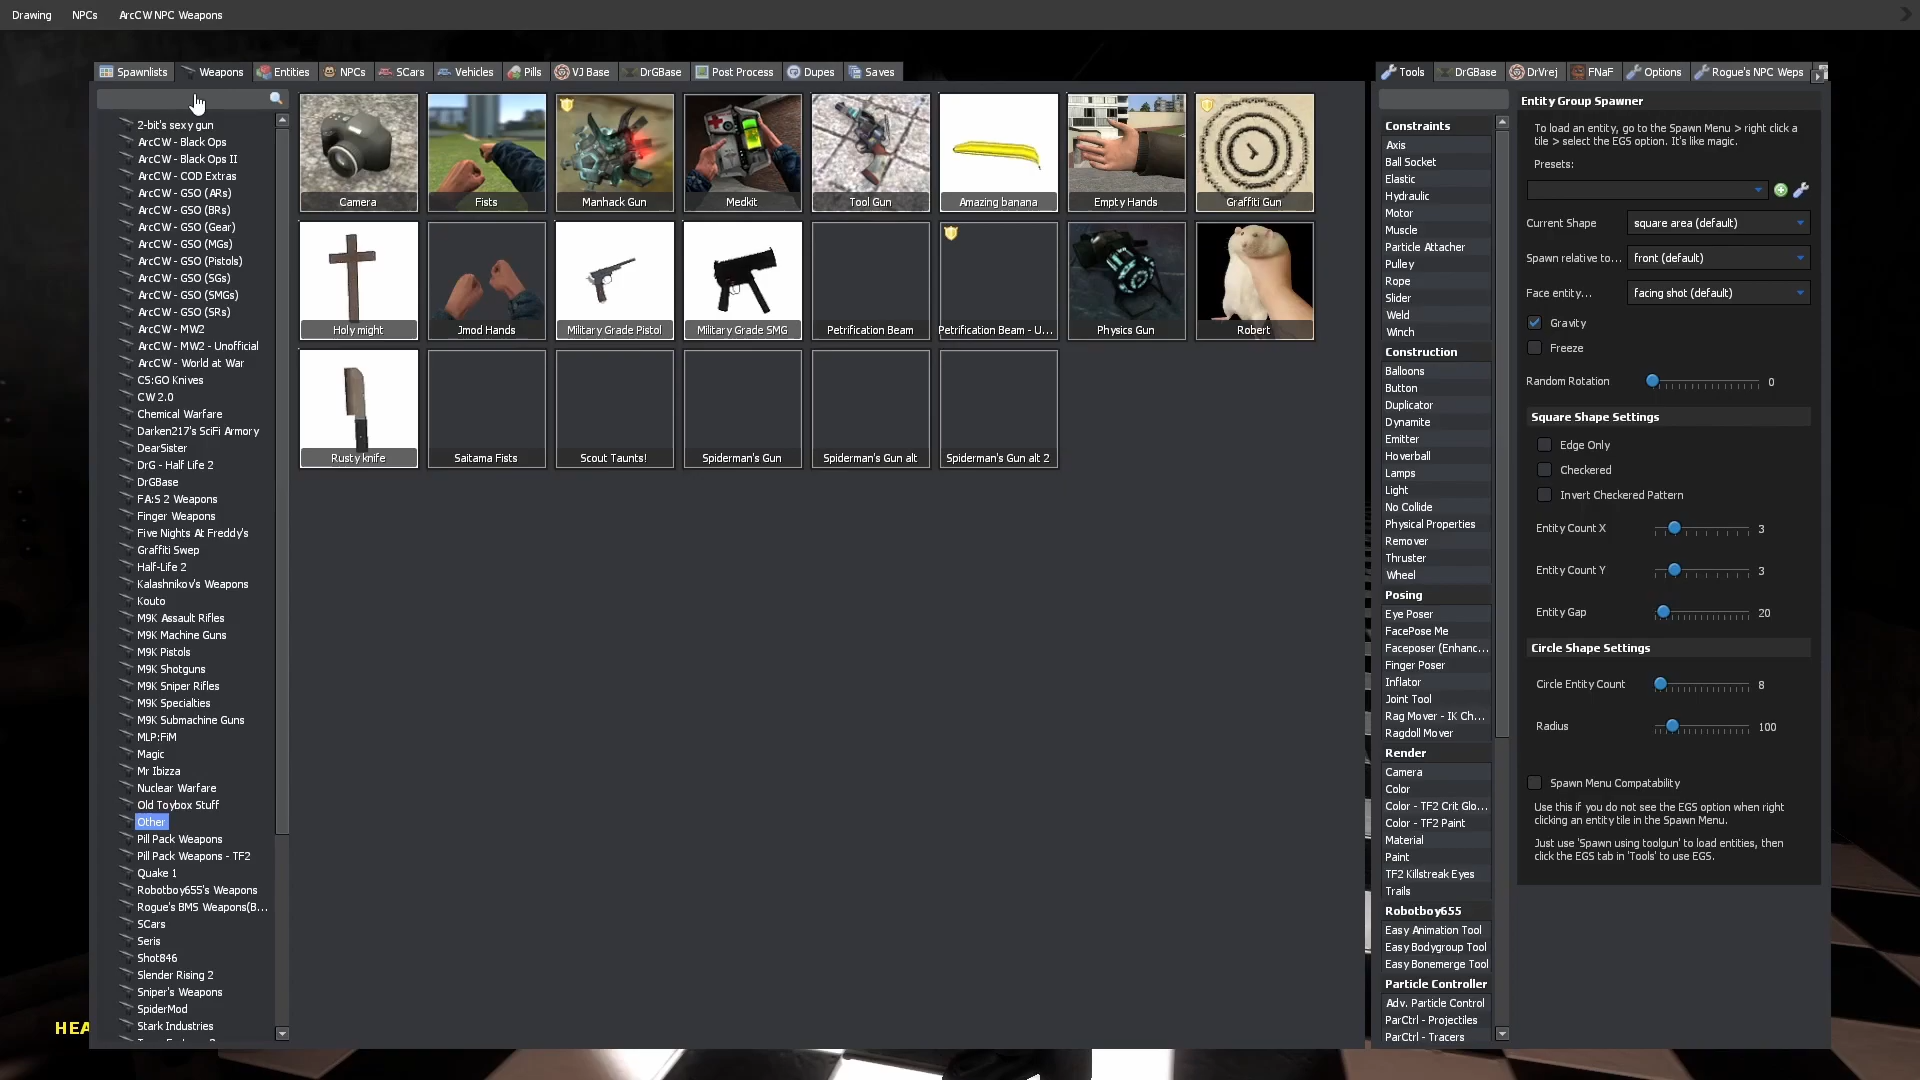 Drawing NPCs ArcCW NPC Weapons
Spawnlists Weapons Entities NPCs SCars Vehicles Pills VJ Base DrGBase Post Process Dupes Saves
2-bit's sexy gun
ArcCW - Black Ops
ArcCW - Black Ops II
ArcCW - COD Extras
ArcCW - GSO (ARs)
ArcCW - GSO (BRs)
ArcCW - GSO (Gear)
ArcCW - GSO (MGs)
ArcCW - GSO (Pistols)
ArcCW - GSO (SGs)
ArcCW - GSO (SMGs)
ArcCW - GSO (SRs)
ArcCW - MW2
ArcCW - MW2 - Unofficial
ArcCW - World at War
CS:GO Knives
CW 2.0
Chemical Warfare
Darken217's SciFi Armory
DearSister
DrG - Half Life 2
DrGBase
FA:S 2 Weapons
Finger Weapons
Five Nights At Freddy's
Graffiti Swep
Half-Life 2
Kalashnikov's Weapons
Kouto
M9K Assault Rifles
M9K Machine Guns
M9K Pistols
M9K Shotguns
M9K Sniper Rifles
M9K Specialties
M9K Submachine Guns
MLP:FiM
Magic
Mr Ibizza
Nuclear Warfare
Old Toybox Stuff
Other
Pill Pack Weapons
Pill Pack Weapons - TF2
Quake 1
Robotboy655's Weapons
Rogue's BMS Weapons(B...
SCars
Seris
Shot846
Slender Rising 2
Sniper's Weapons
SpiderMod
Stark Industries
Camera Fists Manhack Gun Medkit Tool Gun Amazing banana Empty Hands Graffiti Gun
Holy might Jmod Hands Military Grade Pistol Military Grade SMG Petrification Beam Petrification Beam - U... Physics Gun Robert
Rusty knife Saitama Fists Scout Taunts! Spiderman's Gun Spiderman's Gun alt Spiderman's Gun alt 2
Tools DrGBase DrVrej FNaF Options Rogue's NPC Weps
Constraints
Axis
Ball Socket
Elastic
Hydraulic
Motor
Muscle
Particle Attacher
Pulley
Rope
Slider
Weld
Winch
Construction
Balloons
Button
Duplicator
Dynamite
Emitter
Hoverball
Lamps
Light
No Collide
Physical Properties
Remover
Thruster
Wheel
Posing
Eye Poser
FacePose Me
Faceposer (Enhanc...
Finger Poser
Inflator
Joint Tool
Rag Mover - IK Ch...
Ragdoll Mover
Render
Camera
Color
Color - TF2 Crit Glo...
Color - TF2 Paint
Material
Paint
TF2 Killstreak Eyes
Trails
Robotboy655
Easy Animation Tool
Easy Bodygroup Tool
Easy Bonemerge Tool
Particle Controller
Adv. Particle Control
ParCtrl - Projectiles
ParCtrl - Tracers
Entity Group Spawner
To load an entity, go to the Spawn Menu > right click a
tile > select the EGS option. It's like magic.
Presets:
Current Shape square area (default)
Spawn relative to... front (default)
Face entity... facing shot (default)
Gravity
Freeze
Random Rotation 0
Square Shape Settings
Edge Only
Checkered
Invert Checkered Pattern
Entity Count X 3
Entity Count Y 3
Entity Gap 20
Circle Shape Settings
Circle Entity Count 8
Radius 100
Spawn Menu Compatability
Use this if you do not see the EGS option when right
clicking an entity tile in the Spawn Menu.
Just use 'Spawn using toolgun' to load entities, then
click the EGS tab in 'Tools' to use EGS.
HEA